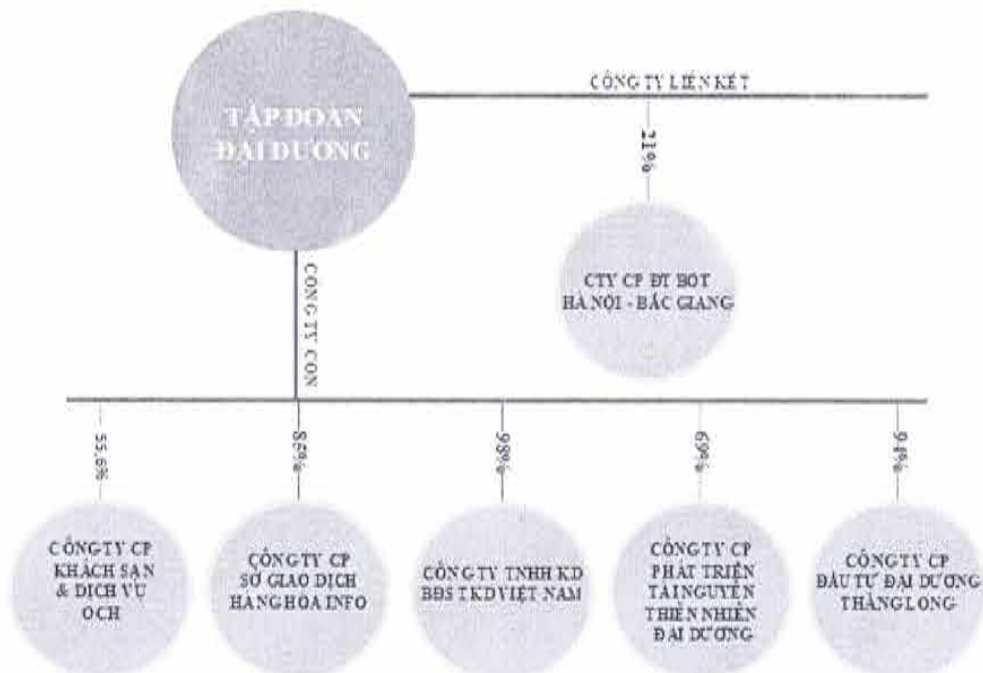 TẬP ĐOÀN
ĐẠI DƯƠNG
CÔNG TY LIÊN KẾT
21%
CTY CP ĐT BOT
HÀ NỘI - BẮC GIANG
CÔNG TY CON
55.6%
85%
98%
69%
CÔNG TY CP
KHÁCH SẠN
& DỊCH VỤ
OCH
CÔNG TY CP
SỞ GIAO DỊCH
HÀNG HÓA INFO
CÔNG TY TNHH KD
BĐS TKD VIỆT NAM
CÔNG TY CP
PHÁT TRIỂN
TÀI NGUYÊN
THIÊN NHIÊN
ĐẠI DƯƠNG
CÔNG TY CP
ĐẦU TƯ ĐẠI DƯƠNG
THĂNG LONG